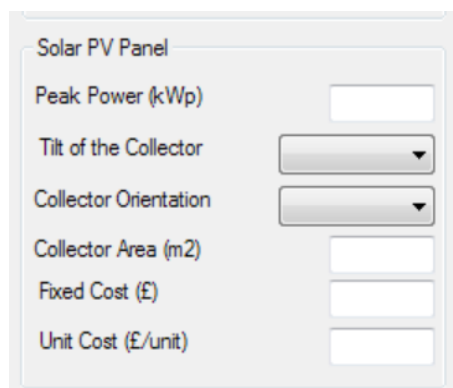 Solar PV Panel
Peak Power (kWp)
Tilt of the Collector
Collector Orientation
Collector Area (m2)
Fixed Cost (£)
Unit Cost (£/unit)